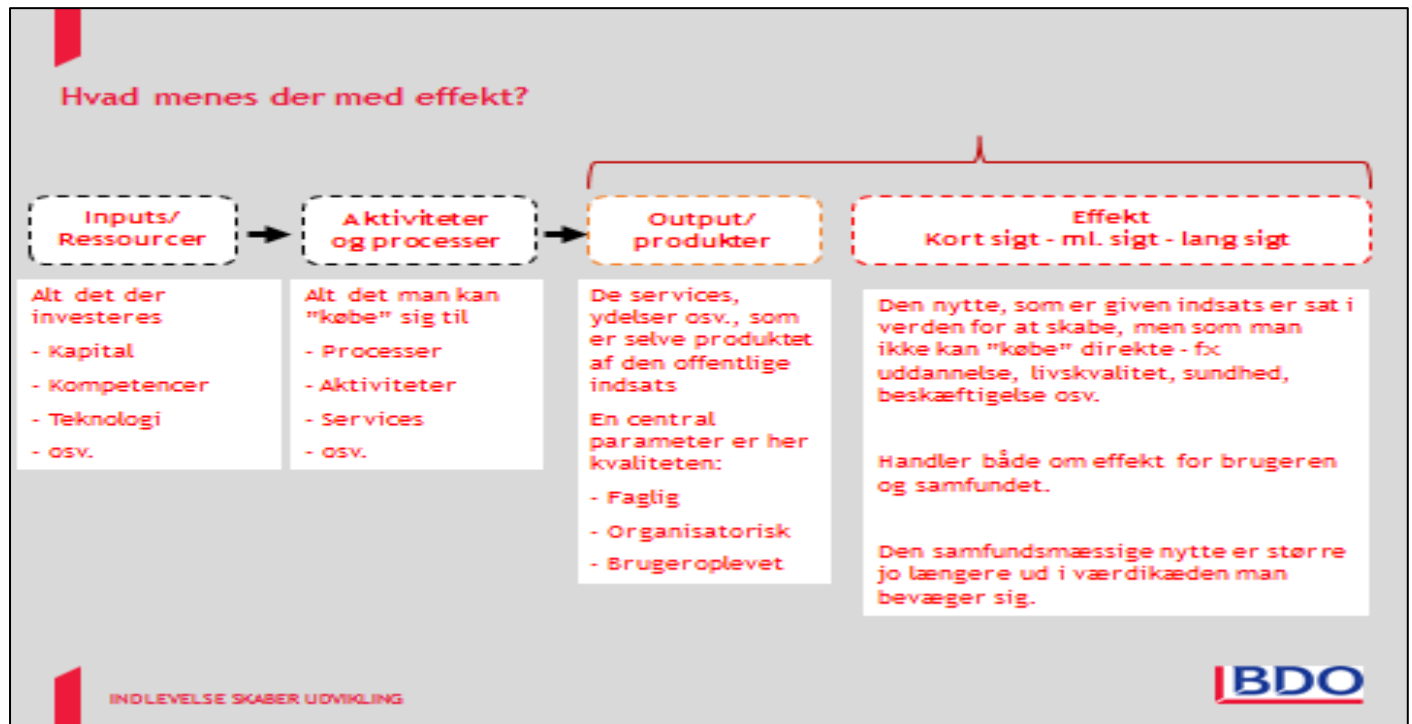 Hvad menes der med effekt?
Inputs/
Ressourcer
Aktiviteter
og processer
Output/
produkter
Effekt
Kort sigt - ml. sigt - lang sigt
Alt det der
investeres
- Kapital
- Kompetencer
- Teknologi
- osv.
Alt det man kan
"købe" sig til
- Processer
- Aktiviteter
- Services
- osv.
De services,
ydelser osv., som
er selve produktet
af den offentlige
indsats
En central
parameter er her
kvaliteten:
- Faglig
- Organisatorisk
- Brugeroplevet
Den nytte, som er given indsats er sat i
verden for at skabe, men som man
ikke kan "købe" direkte - fx
uddannelse, livskvalitet, sundhed,
beskæftigelse osv.
Handler både om effekt for brugeren
og samfundet.
Den samfundsmæssige nytte er større
jo længere ud i værdikæden man
bevæger sig.
INDLEVELSE SKABER UDVIKLING
BDO